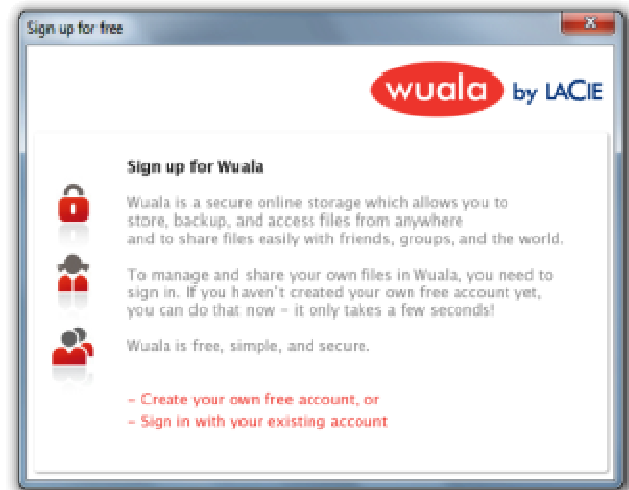 Sign up for free
wuala by LACIE
Sign up for Wuala
Wuala is a secure online storage which allows you to
store, backup, and access files from anywhere
and to share files easily with friends, groups, and the world.
To manage and share your own files in Wuala, you need to
sign in. If you haven't created your own free account yet,
you can do that now – it only takes a few seconds!
Wuala is free, simple, and secure.
– Create your own free account, or
– Sign in with your existing account